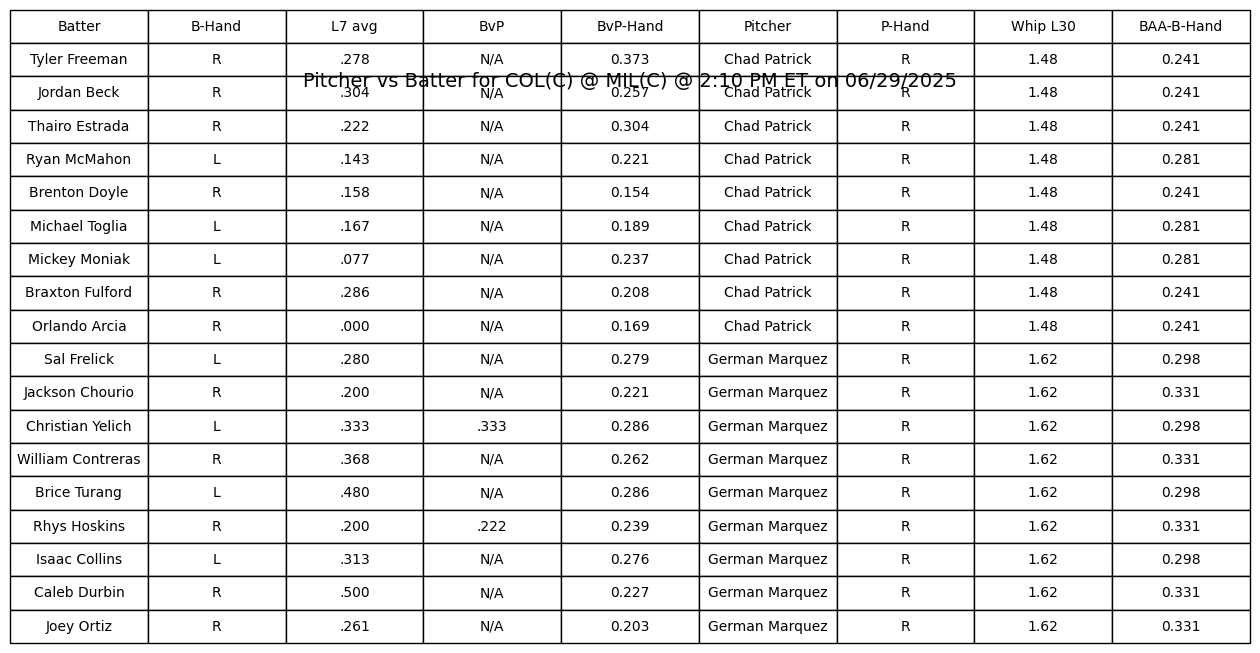 Batter B-Hand L7 avg BvP BvP-Hand Pitcher P-Hand Whip L30 BAA-B-Hand
Tyler Freeman R .278 N/A 0.373 Chad Patrick R 1.48 0.241
Pitcher vs Batter for COL(C) @ MIL(C) @ 2:10 PM ET on 06/29/2025
Jordan Beck R .304 N/A 0.257 Chad Patrick R 1.48 0.241
Thairo Estrada R .222 N/A 0.304 Chad Patrick R 1.48 0.241
Ryan McMahon L .143 N/A 0.221 Chad Patrick R 1.48 0.281
Brenton Doyle R .158 N/A 0.154 Chad Patrick R 1.48 0.241
Michael Toglia L .167 N/A 0.189 Chad Patrick R 1.48 0.281
Mickey Moniak L .077 N/A 0.237 Chad Patrick R 1.48 0.281
Braxton Fulford R .286 N/A 0.208 Chad Patrick R 1.48 0.241
Orlando Arcia R .000 N/A 0.169 Chad Patrick R 1.48 0.241
Sal Frelick L .280 N/A 0.279 German Marquez R 1.62 0.298
Jackson Chourio R .200 N/A 0.221 German Marquez R 1.62 0.331
Christian Yelich L .333 .333 0.286 German Marquez R 1.62 0.298
William Contreras R .368 N/A 0.262 German Marquez R 1.62 0.331
Brice Turang L .480 N/A 0.286 German Marquez R 1.62 0.298
Rhys Hoskins R .200 .222 0.239 German Marquez R 1.62 0.331
Isaac Collins L .313 N/A 0.276 German Marquez R 1.62 0.298
Caleb Durbin R .500 N/A 0.227 German Marquez R 1.62 0.331
Joey Ortiz R .261 N/A 0.203 German Marquez R 1.62 0.331